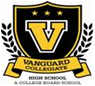 V
VANGUARD
COLLEGIATE
HIGH SCHOOL
A COLLEGE BOARD SCHOOL